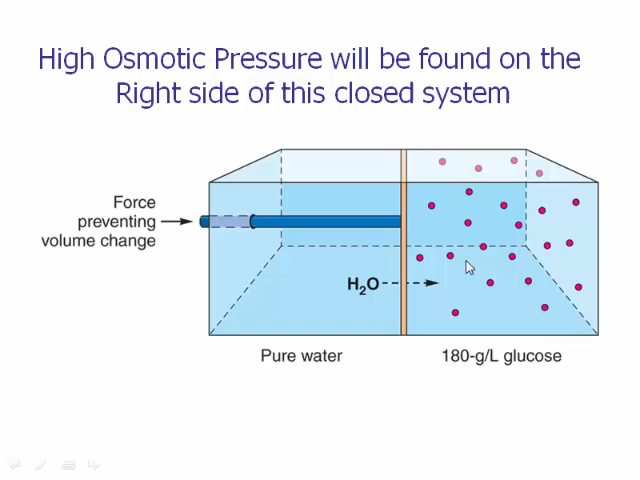 High Osmotic Pressure will be found on the
Right side of this closed system
Force
preventing
volume change
H₂O
Pure water
180-g/L glucose